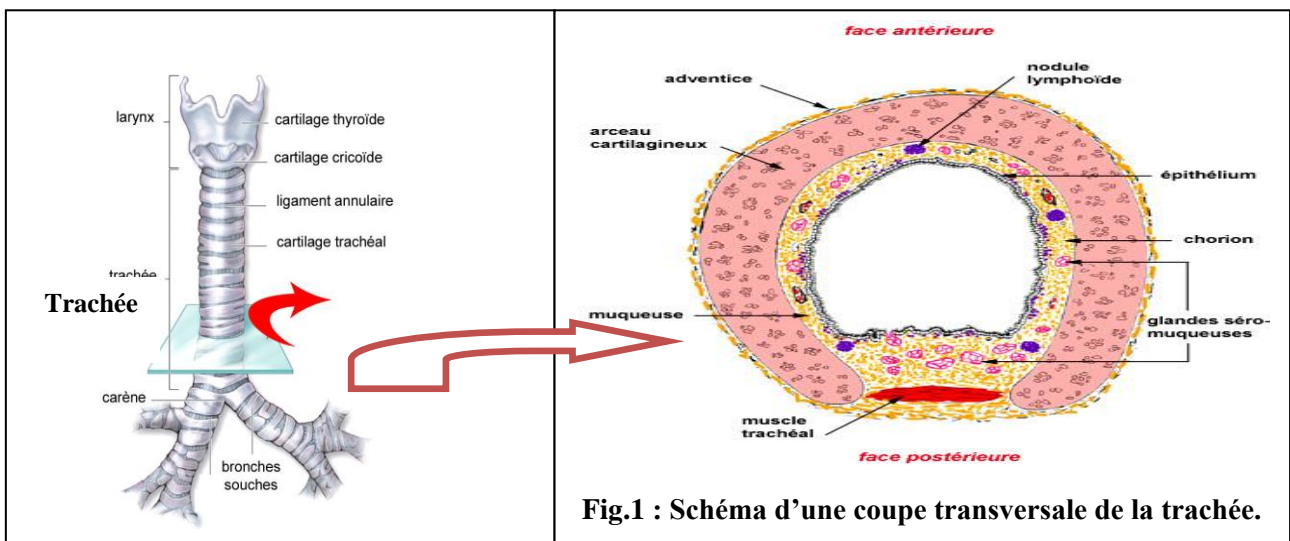 larynx
cartilage thyroïde
cartilage cricoïde
ligament annulaire
cartilage trachéal
trachée
Trachée
carène
bronches
souches
face antérieure
nodule
lymphoïde
adventice
arceau
cartilagineux
épithélium
chorion
muqueuse
glandes séro-
muqueuses
muscle
trachéal
face postérieure
Fig.1 : Schéma d’une coupe transversale de la trachée.